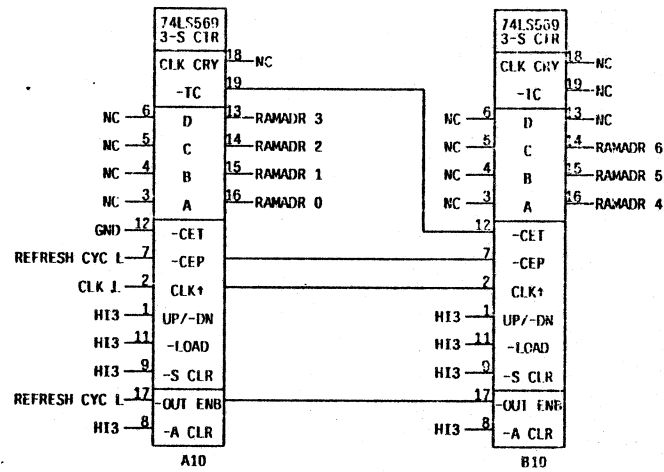 74LS569 74LS569
3-S CTR 3-S CTR
CLK CRY 18 NC CLK CRY 18 NC
-TC 19 -TC 19 NC
NC 6 D 13 RAMADR 3 NC 6 D 13 NC
NC 5 C 14 RAMADR 2 NC 5 C 14 RAMADR 6
NC 4 B 15 RAMADR 1 NC 4 B 15 RAMADR 5
NC 3 A 16 RAMADR 0 NC 3 A 16 RAMADR 4
GND 12 -CET 12 -CET
REFRESH CYC L 7 -CEP 7 -CEP
CLK J. 2 CLK↑ 2 CLK↑
HI3 1 UP/-DN HI3 1 UP/-DN
HI3 11 -LOAD HI3 11 -LOAD
HI3 9 -S CLR HI3 9 -S CLR
REFRESH CYC L 17 -OUT ENB 17 -OUT ENB
HI3 8 -A CLR HI3 8 -A CLR
A10 B10